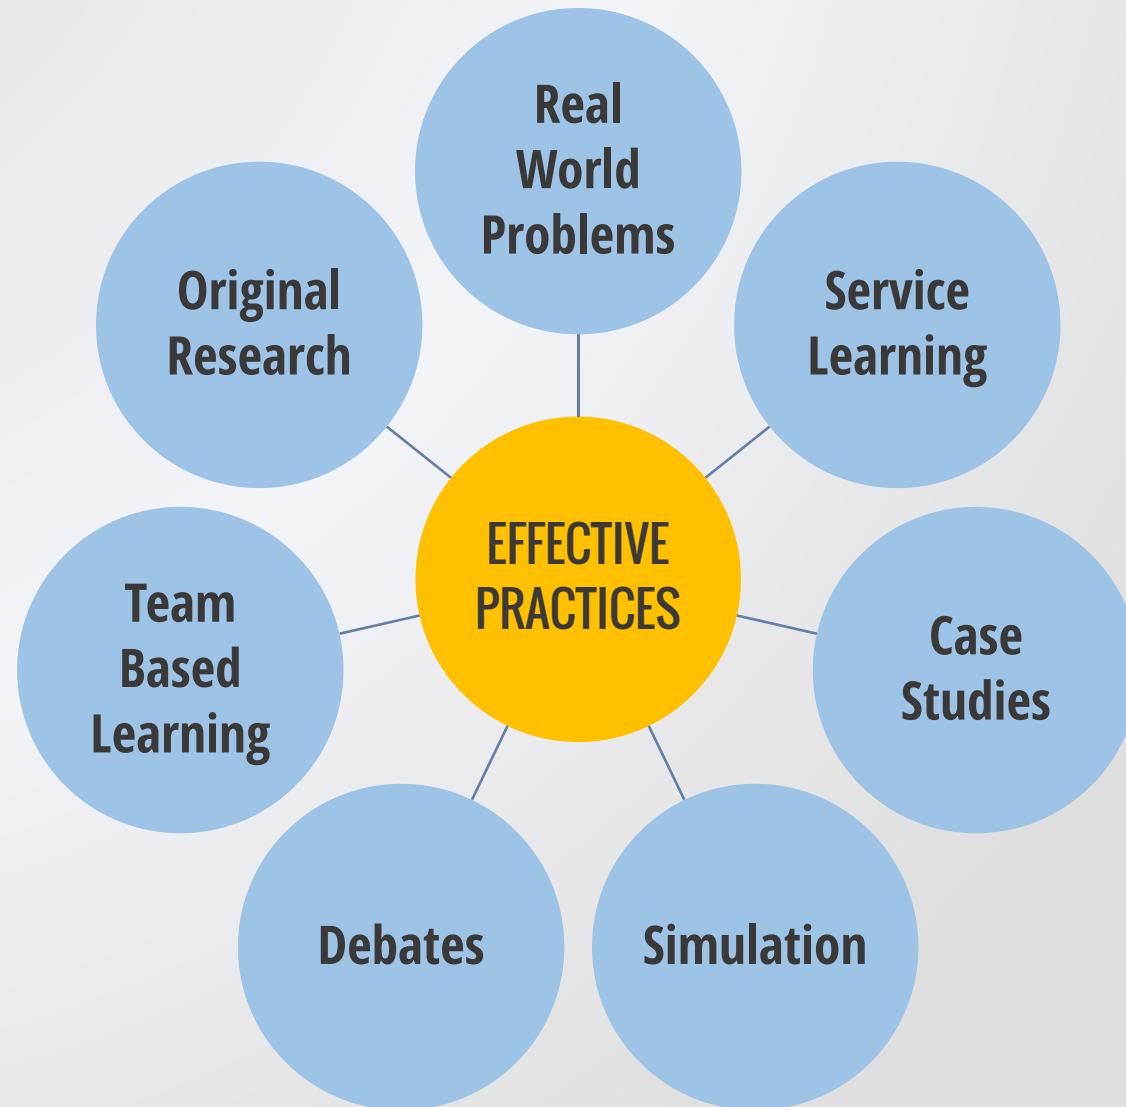 Real
World
Problems
Original
Research
Service
Learning
EFFECTIVE
PRACTICES
Team
Based
Learning
Case
Studies
Debates
Simulation